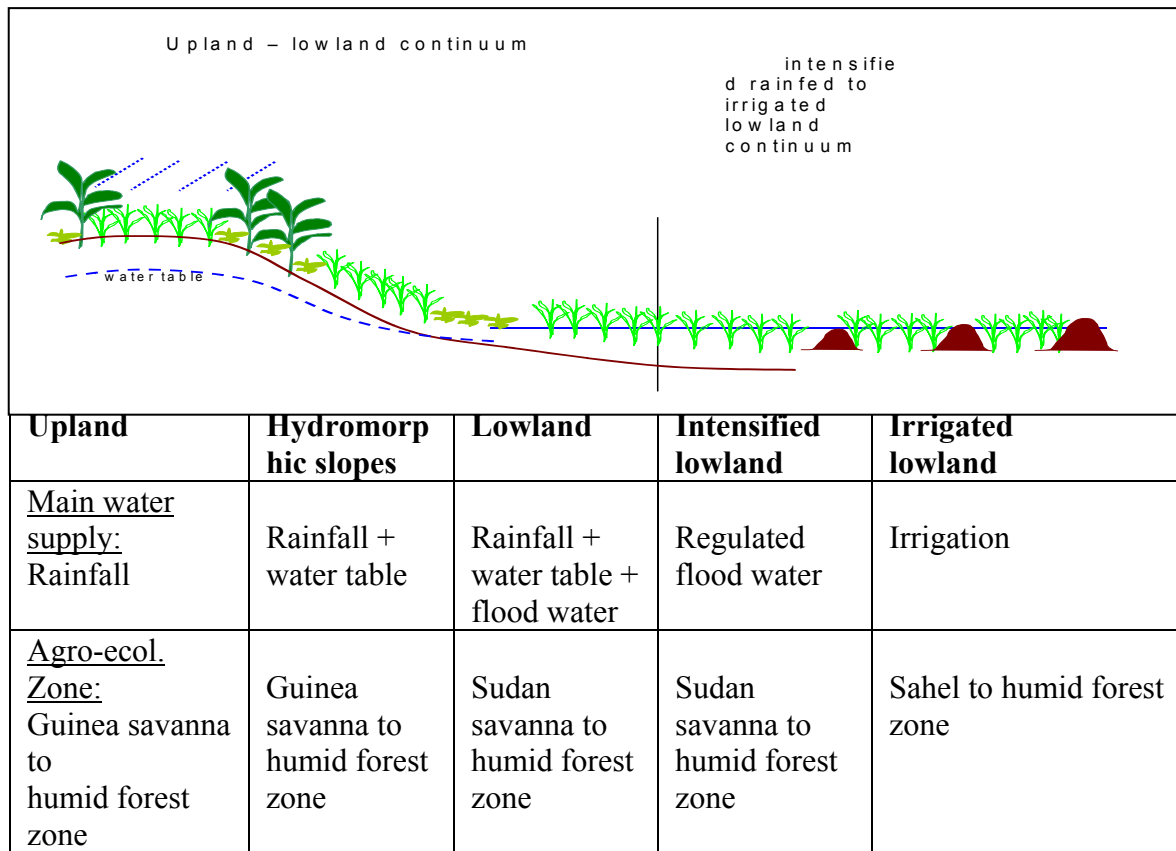 Upland – lowland continuum
intensifie
d rainfed to
irrigated
lowland
continuum
water table
Upland
Hydromorp
hic slopes
Lowland
Intensified
lowland
Irrigated
lowland
Main water
supply:
Rainfall
Rainfall +
water table
Rainfall +
water table +
flood water
Regulated
flood water
Irrigation
Agro-ecol.
Zone:
Guinea savanna
to
humid forest
zone
Guinea
savanna to
humid forest
zone
Sudan
savanna to
humid forest
zone
Sudan
savanna to
humid forest
zone
Sahel to humid forest
zone